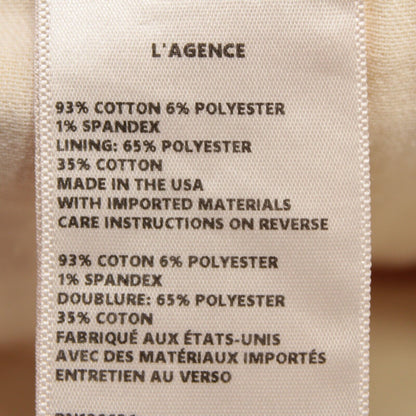 L'AGENCE
93% COTTON 6% POLYESTER
1% SPANDEX
LINING: 65% POLYESTER
35% COTTON
MADE IN THE USA
WITH IMPORTED MATERIALS
CARE INSTRUCTIONS ON REVERSE
93% COTON 6% POLYESTER
1% SPANDEX
DOUBLURE: 65% POLYESTER
35% COTON
FABRIQUÉ AUX ÉTATS-UNIS
AVEC DES MATÉRIAUX IMPORTÉS
ENTRETIEN AU VERSO